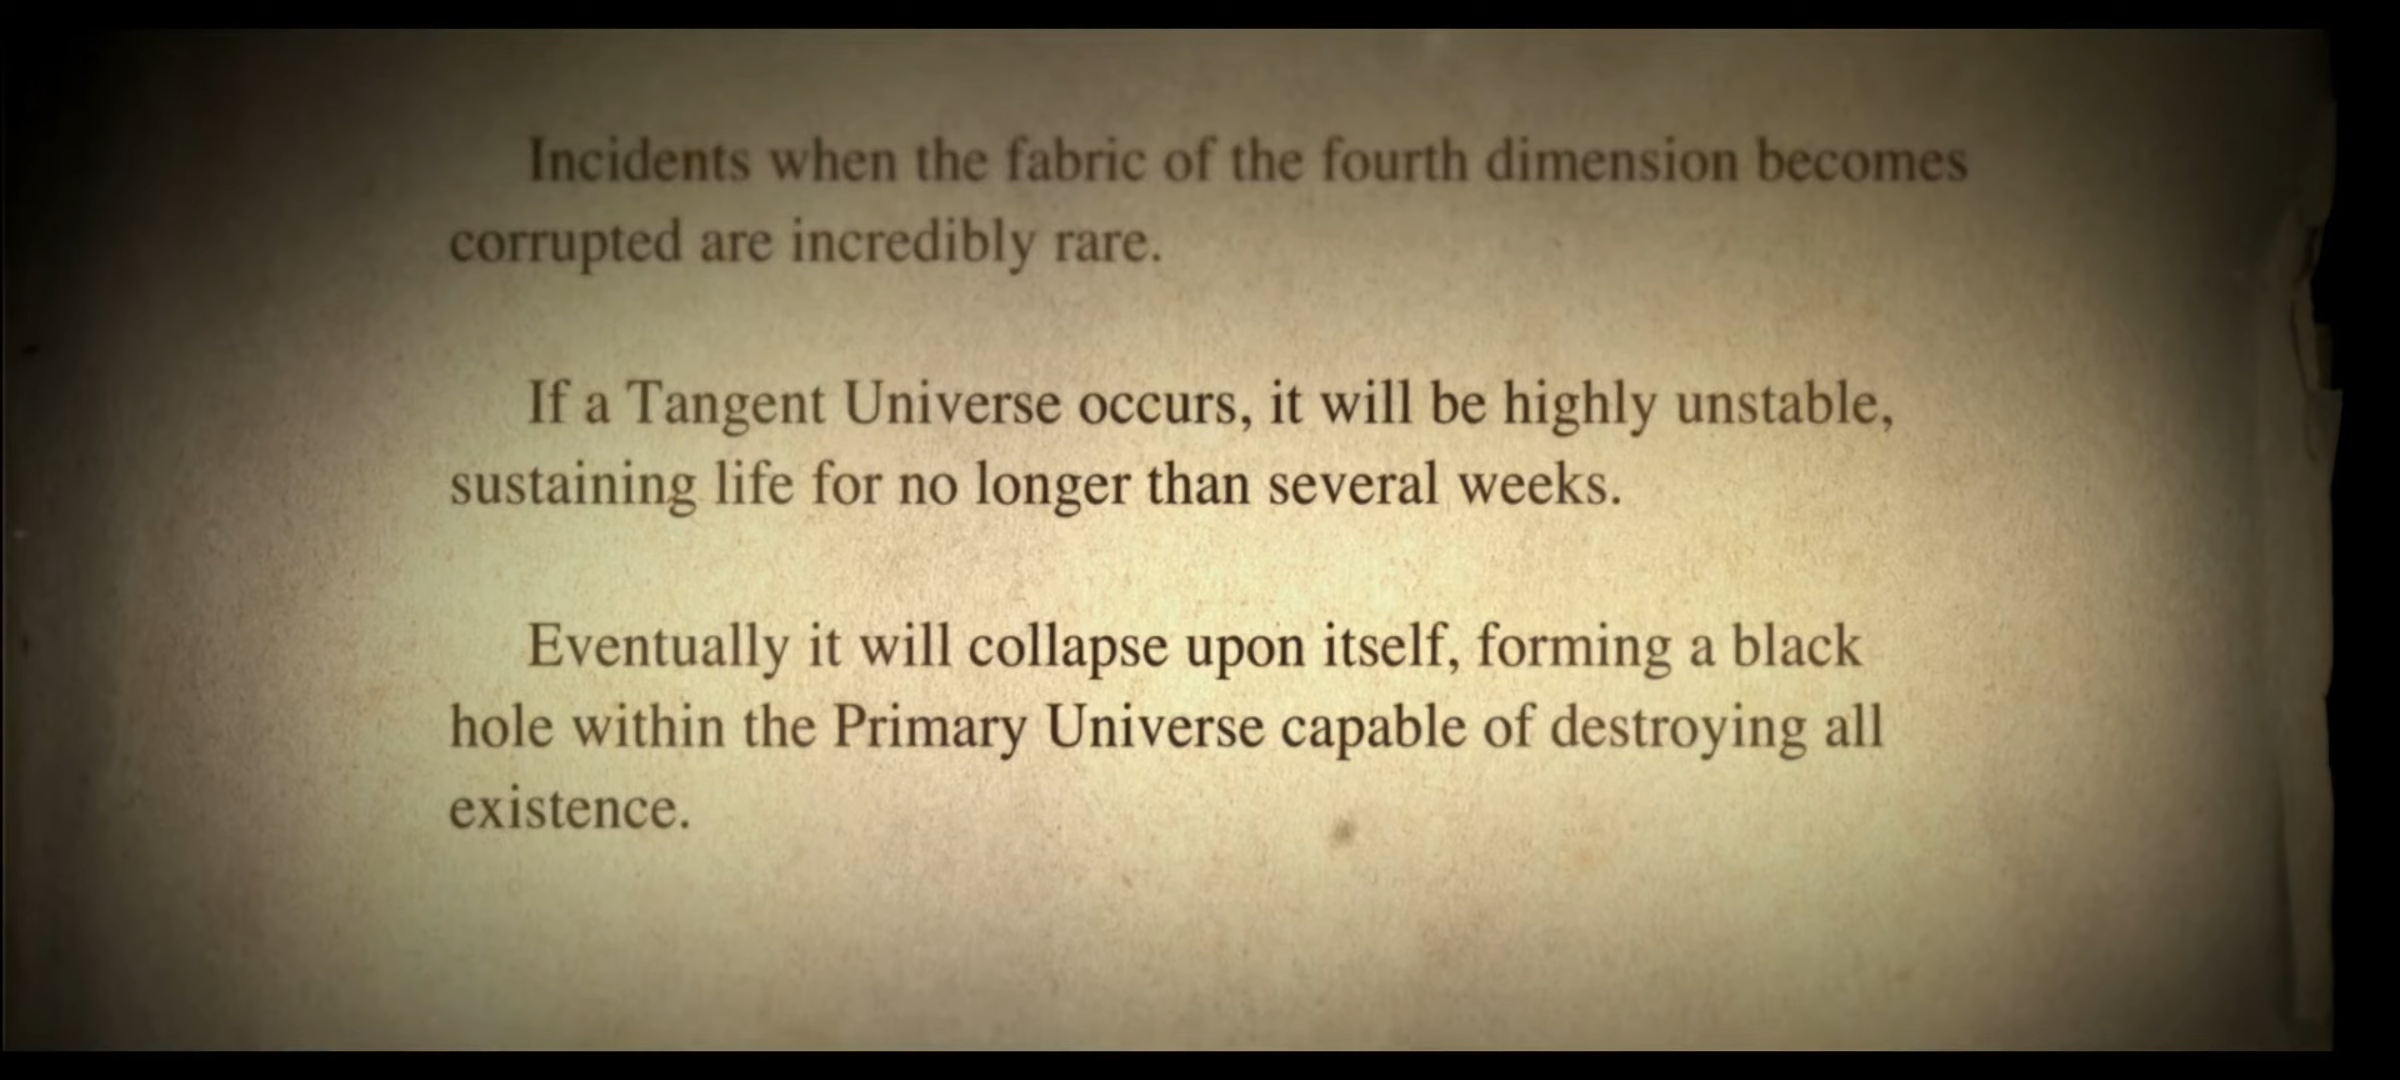 Incidents when the fabric of the fourth dimension becomes
corrupted are incredibly rare.
If a Tangent Universe occurs, it will be highly unstable,
sustaining life for no longer than several weeks.
Eventually it will collapse upon itself, forming a black
hole within the Primary Universe capable of destroying all
existence.